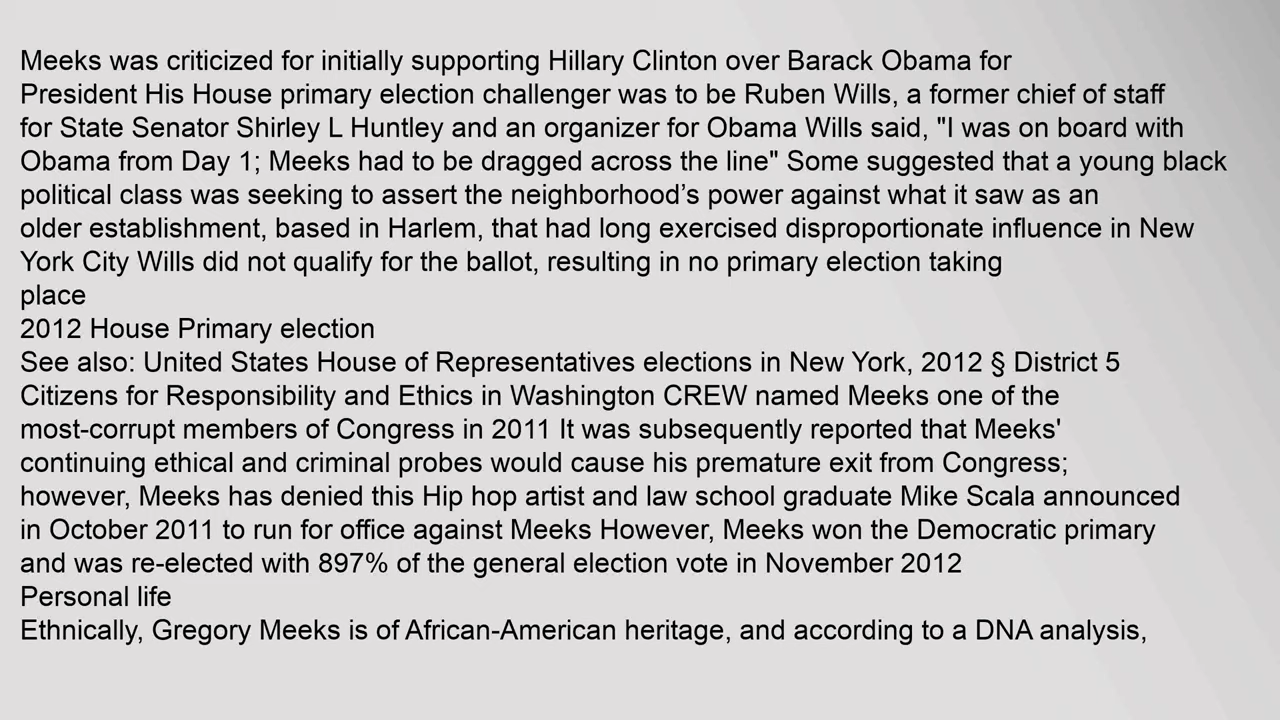 Meeks was criticized for initially supporting Hillary Clinton over Barack Obama for
President His House primary election challenger was to be Ruben Wills, a former chief of staff
for State Senator Shirley L Huntley and an organizer for Obama Wills said, "I was on board with
Obama from Day 1; Meeks had to be dragged across the line" Some suggested that a young black
political class was seeking to assert the neighborhood’s power against what it saw as an
older establishment, based in Harlem, that had long exercised disproportionate influence in New
York City Wills did not qualify for the ballot, resulting in no primary election taking
place
2012 House Primary election
See also: United States House of Representatives elections in New York, 2012 § District 5
Citizens for Responsibility and Ethics in Washington CREW named Meeks one of the
most-corrupt members of Congress in 2011 It was subsequently reported that Meeks'
continuing ethical and criminal probes would cause his premature exit from Congress;
however, Meeks has denied this Hip hop artist and law school graduate Mike Scala announced
in October 2011 to run for office against Meeks However, Meeks won the Democratic primary
and was re-elected with 897% of the general election vote in November 2012
Personal life
Ethnically, Gregory Meeks is of African-American heritage, and according to a DNA analysis,